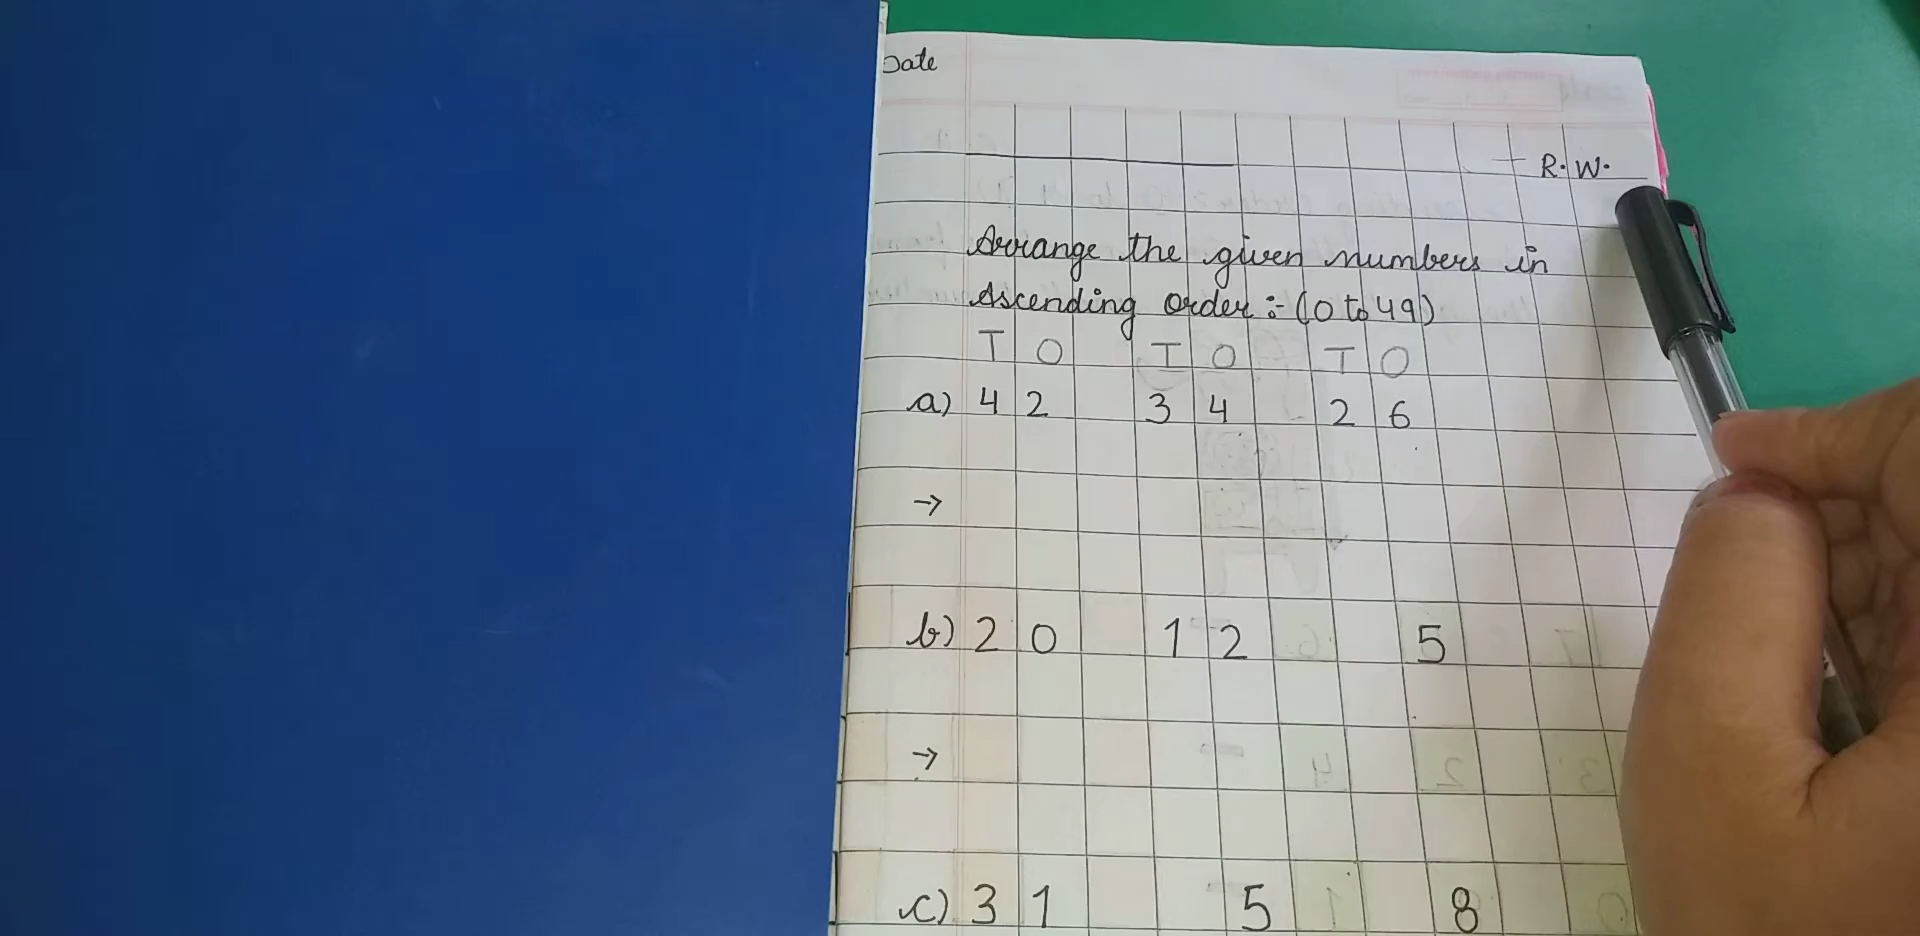 Date
R.W.
Arrange the given numbers in
Ascending order :- (0 to 49)
T O T O T O
a) 4 2 3 4 2 6
→
b) 2 0 1 2 5
→
c) 3 1 5 8